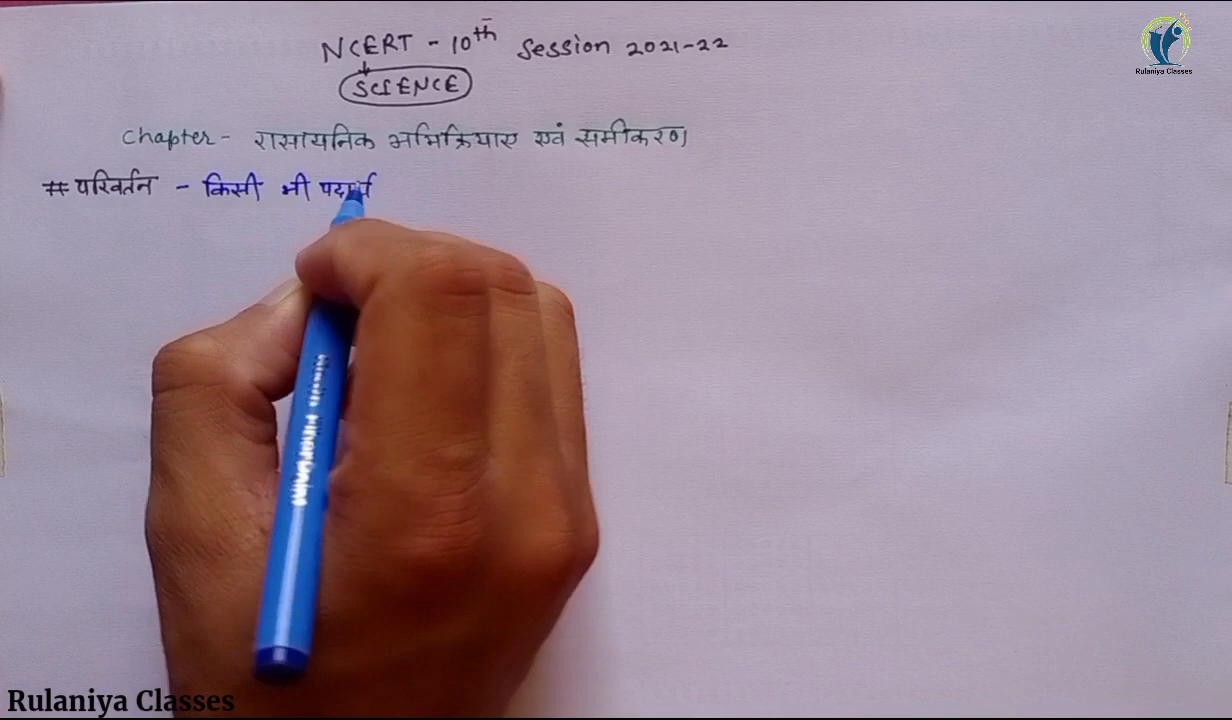 NCERT - 10th Session 2021-22
SCIENCE
Chapter - रासायनिक अभिक्रियाए एवं समीकरण
# परिवर्तन - किसी भी पदार्थ
Rulaniya Classes
Rulaniya Classes